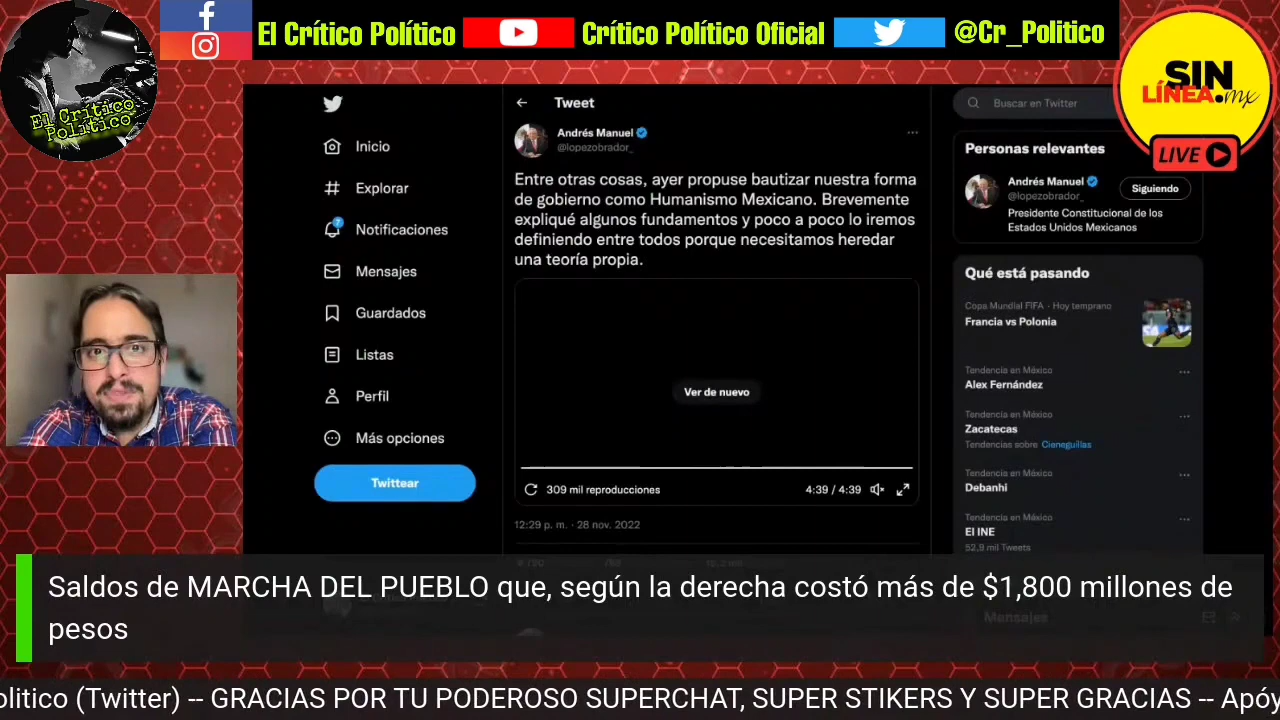 El Crítico Político
Crítico Político Oficial
@Cr_Politico
El Crítico
Político
SIN
LÍNEA.mx
LIVE
Tweet
Andrés Manuel
@lopezobrador_
Entre otras cosas, ayer propuse bautizar nuestra forma
de gobierno como Humanismo Mexicano. Brevemente
expliqué algunos fundamentos y poco a poco lo iremos
definiendo entre todos porque necesitamos heredar
una teoría propia.
Ver de nuevo
309 mil reproducciones
4:39 / 4:39
12:29 p. m. · 28 nov. 2022
Inicio
Explorar
7
Notificaciones
Mensajes
Guardados
Listas
Perfil
Más opciones
Twittear
Buscar en Twitter
Personas relevantes
Andrés Manuel
@lopezobrador_
Siguiendo
Presidente Constitucional de los
Estados Unidos Mexicanos
Qué está pasando
Copa Mundial FIFA · Hoy temprano
Francia vs Polonia
Tendencia en México
Alex Fernández
Tendencia en México
Zacatecas
Tendencias sobre Cieneguillas
Tendencia en México
Debanhi
Tendencia en México
El INE
52,9 mil Tweets
Mensajes
Saldos de MARCHA DEL PUEBLO que, según la derecha costó más de $1,800 millones de
pesos
olitico (Twitter) -- GRACIAS POR TU PODEROSO SUPERCHAT, SUPER STIKERS Y SUPER GRACIAS -- Apóy